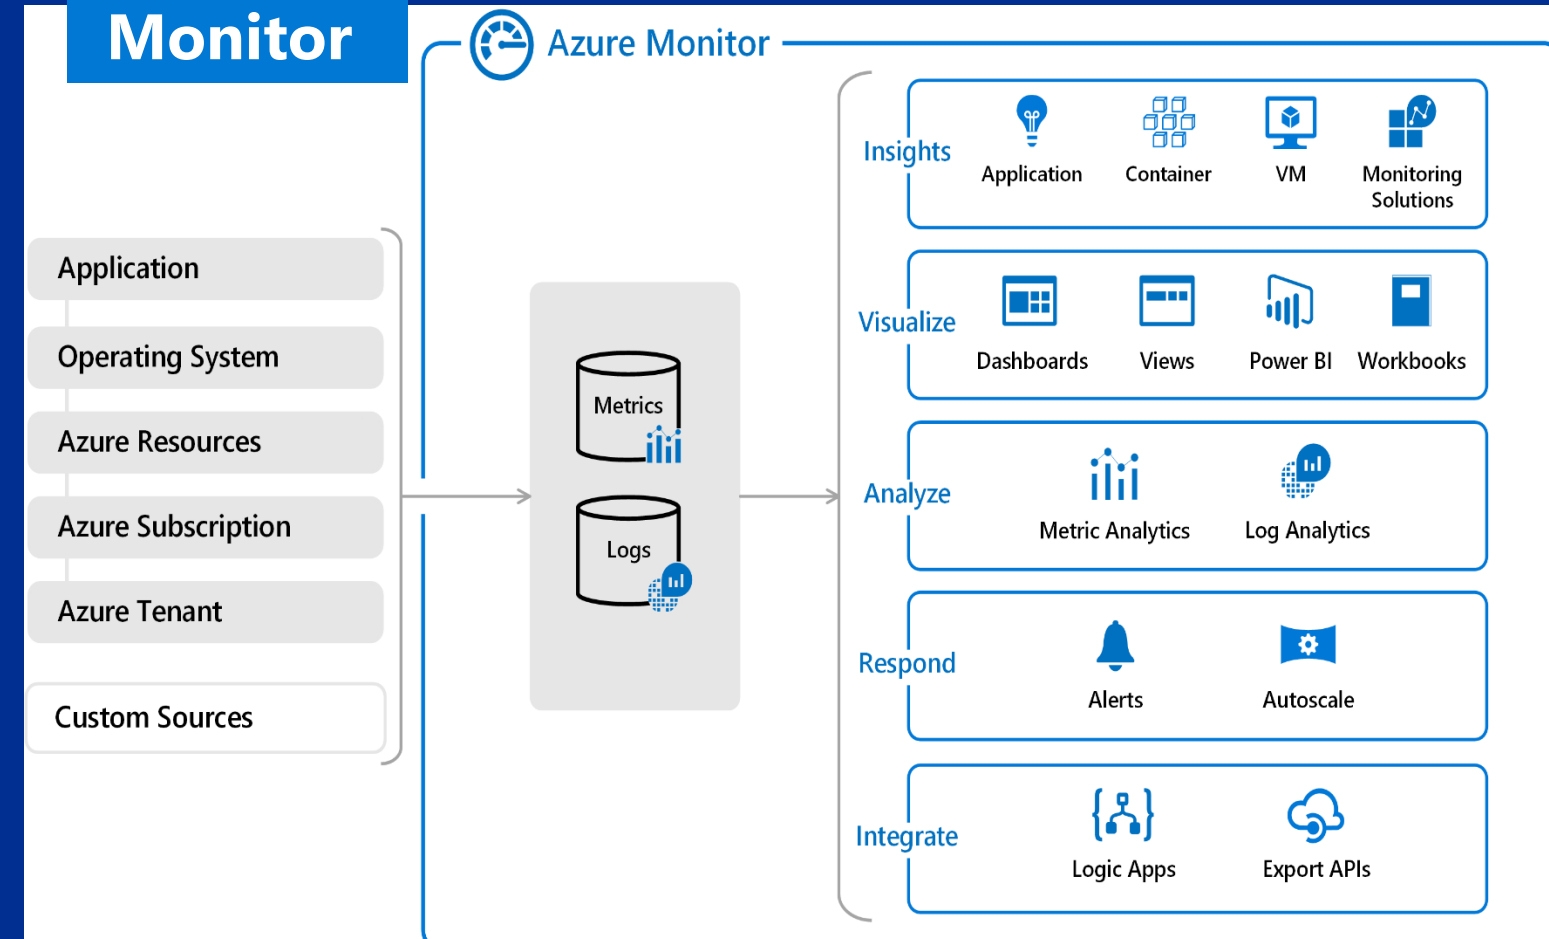 Monitor
Azure Monitor
Application
Operating System
Azure Resources
Azure Subscription
Azure Tenant
Custom Sources
Metrics
Logs
Insights
Application
Container
VM
Monitoring
Solutions
Visualize
Dashboards
Views
Power BI
Workbooks
Analyze
Metric Analytics
Log Analytics
Respond
Alerts
Autoscale
Integrate
Logic Apps
Export APIs